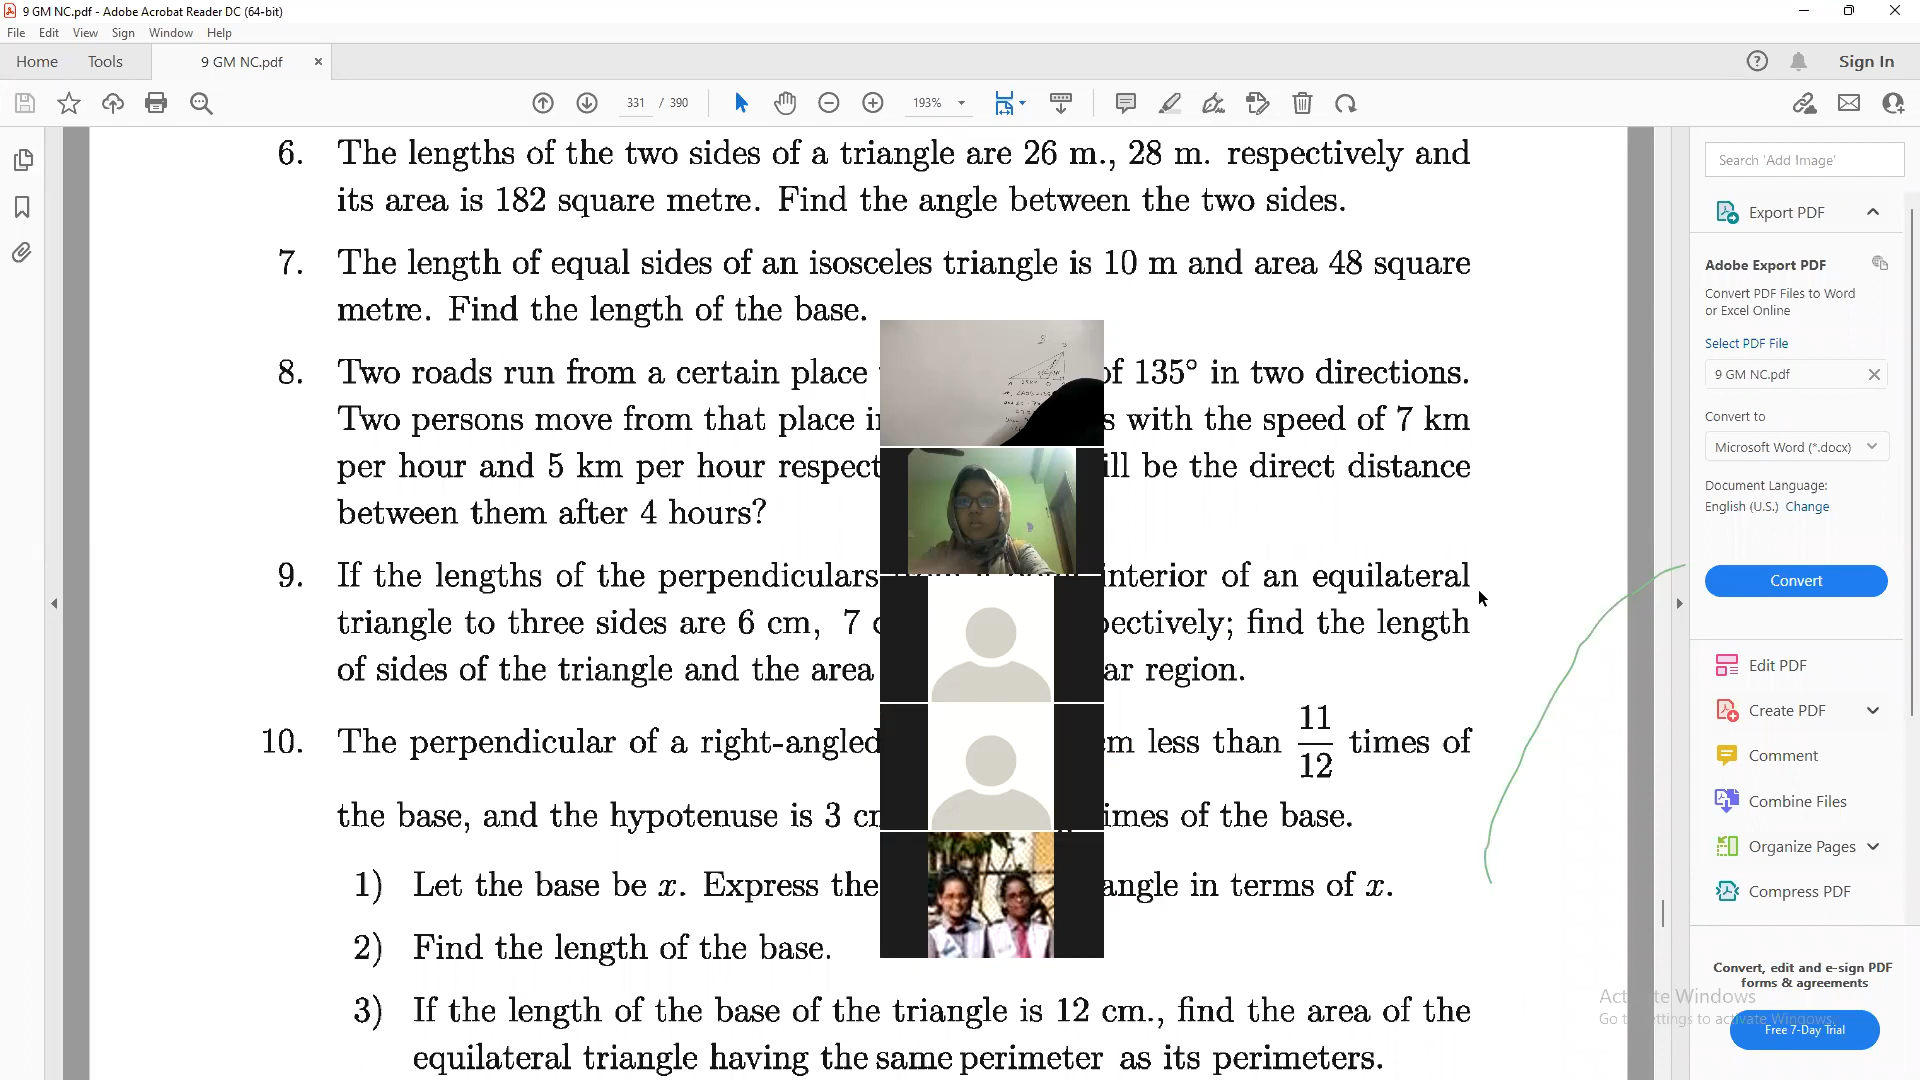 9 GM NC.pdf - Adobe Acrobat Reader DC (64-bit)
File Edit View Sign Window Help
Home Tools 9 GM NC.pdf × Sign In
331 / 390 193%
6. The lengths of the two sides of a triangle are 26 m., 28 m. respectively and
its area is 182 square metre. Find the angle between the two sides.
7. The length of equal sides of an isosceles triangle is 10 m and area 48 square
metre. Find the length of the base.
8. Two roads run from a certain place of 135° in two directions.
Two persons move from that place with the speed of 7 km
per hour and 5 km per hour be the direct distance
between them after 4 hours?
9. If the lengths of the perpendiculars interior of an equilateral
triangle to three sides are 6 cm, 7 find the length
of sides of the triangle and the area region.
10. The perpendicular of a right-angled less than 11/12 times of
the base, and the hypotenuse is 3 of the base.
1) Let the base be x. Express the in terms of x.
2) Find the length of the base.
3) If the length of the base of the triangle is 12 cm., find the area of the
equilateral triangle having the same perimeter as its perimeters.
Search 'Add Image'
Export PDF
Adobe Export PDF
Convert PDF Files to Word
or Excel Online
Select PDF File
9 GM NC.pdf
Convert to
Microsoft Word (*.docx)
Document Language:
English (U.S.) Change
Convert
Edit PDF
Create PDF
Comment
Combine Files
Organize Pages
Compress PDF
Convert, edit and e-sign PDF
forms & agreements
Free 7-Day Trial
Activate Windows
Go to Settings to activate Windows.